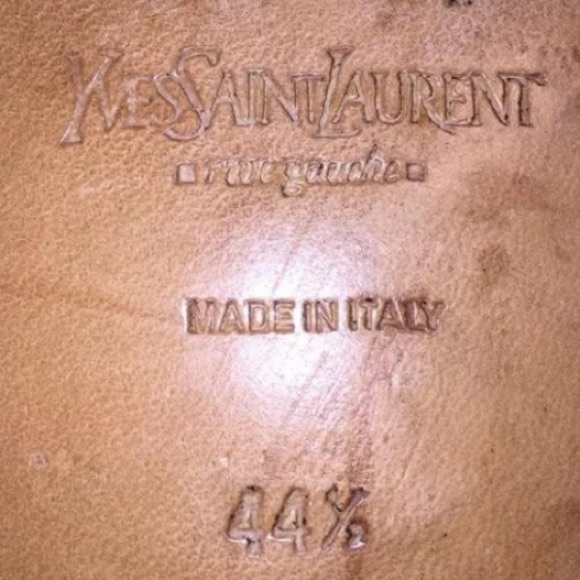 YVESSAINTLAURENT
rive gauche
MADE IN ITALY
44½